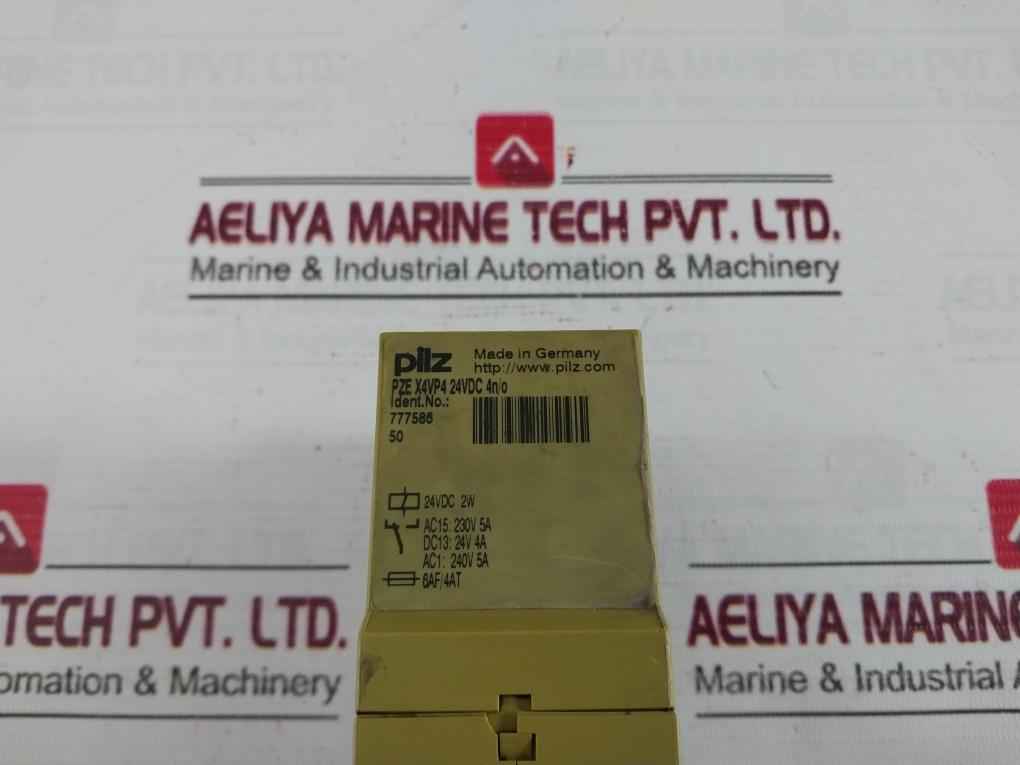 AELIYA MARINE TECH PVT. LTD.
Marine & Industrial Automation & Machinery
pilz
Made in Germany
http://www.pilz.com
PZE X4VP4 24VDC 4n/o
Ident.No.:
777586
50
24VDC 2W
AC15: 230V 5A
DC13: 24V 4A
AC1: 240V 5A
6AF/4AT
TECH PVT. LTD.
omation & Machinery
AELIYA MARINE
Marine & Industrial A